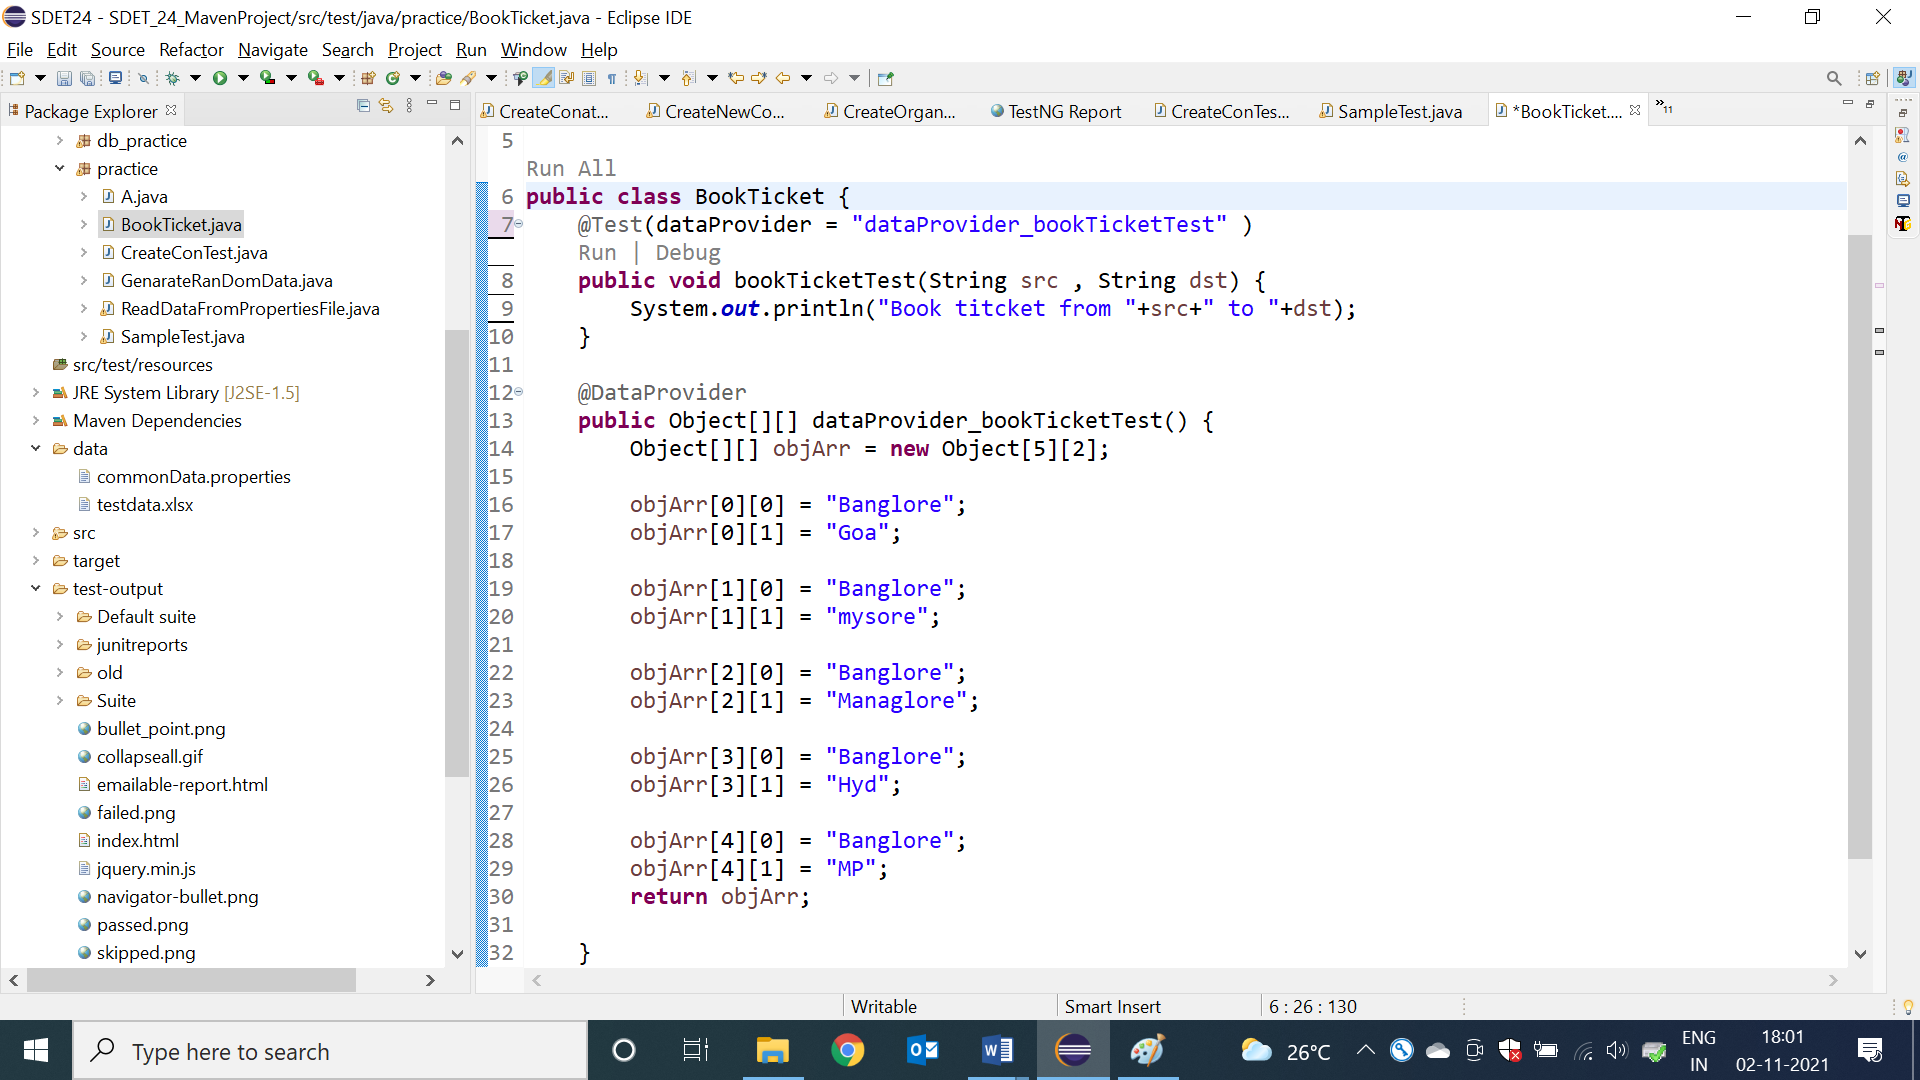 SDET24 - SDET_24_MavenProject/src/test/java/practice/BookTicket.java - Eclipse IDE
File Edit Source Refactor Navigate Search Project Run Window Help
Package Explorer
db_practice
practice
A.java
BookTicket.java
CreateConTest.java
GenarateRanDomData.java
ReadDataFromPropertiesFile.java
SampleTest.java
src/test/resources
JRE System Library [J2SE-1.5]
Maven Dependencies
data
commonData.properties
testdata.xlsx
src
target
test-output
Default suite
junitreports
old
Suite
bullet_point.png
collapseall.gif
emailable-report.html
failed.png
index.html
jquery.min.js
navigator-bullet.png
passed.png
skipped.png
CreateConat... CreateNewCo... CreateOrgan... TestNG Report CreateConTes... SampleTest.java *BookTicket.... »11
5
Run All
6 public class BookTicket {
7 @Test(dataProvider = "dataProvider_bookTicketTest" )
Run | Debug
8 public void bookTicketTest(String src , String dst) {
9 System.out.println("Book titcket from "+src+" to "+dst);
10 }
11
12 @DataProvider
13 public Object[][] dataProvider_bookTicketTest() {
14 Object[][] objArr = new Object[5][2];
15
16 objArr[0][0] = "Banglore";
17 objArr[0][1] = "Goa";
18
19 objArr[1][0] = "Banglore";
20 objArr[1][1] = "mysore";
21
22 objArr[2][0] = "Banglore";
23 objArr[2][1] = "Managlore";
24
25 objArr[3][0] = "Banglore";
26 objArr[3][1] = "Hyd";
27
28 objArr[4][0] = "Banglore";
29 objArr[4][1] = "MP";
30 return objArr;
31
32 }
Writable Smart Insert 6 : 26 : 130
Type here to search
26°C
ENG
IN
18:01
02-11-2021